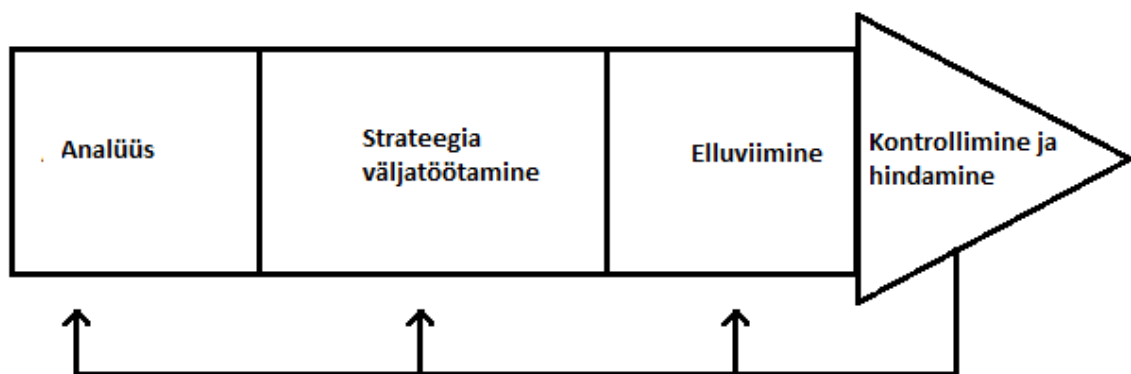 Analüüs
Strateegia
väljatöötamine
Elluviimine
Kontrollimine ja
hindamine